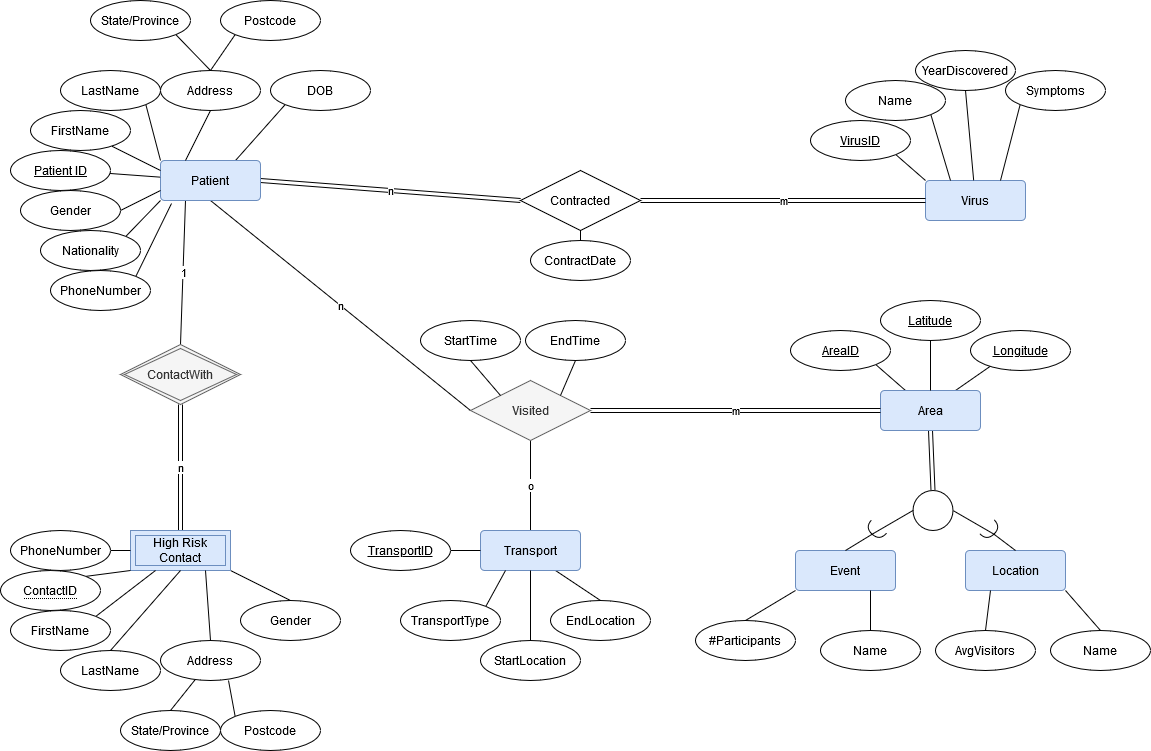 State/Province
Postcode
LastName
Address
DOB
FirstName
Patient ID
Patient
Gender
Nationality
PhoneNumber
n
Contracted
ContractDate
m
YearDiscovered
Name
Symptoms
VirusID
Virus
1
n
ContactWith
n
StartTime
EndTime
Visited
m
o
Latitude
AreaID
Longitude
Area
PhoneNumber
High Risk
Contact
ContactID
FirstName
LastName
Address
Gender
State/Province
Postcode
TransportID
Transport
TransportType
EndLocation
StartLocation
Event
Location
#Participants
Name
AvgVisitors
Name